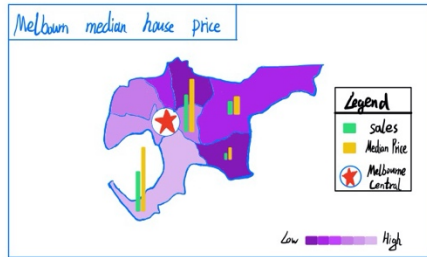 Melbourn median house price
Legend
sales
Median Price
Melbourne
Central
Low
High